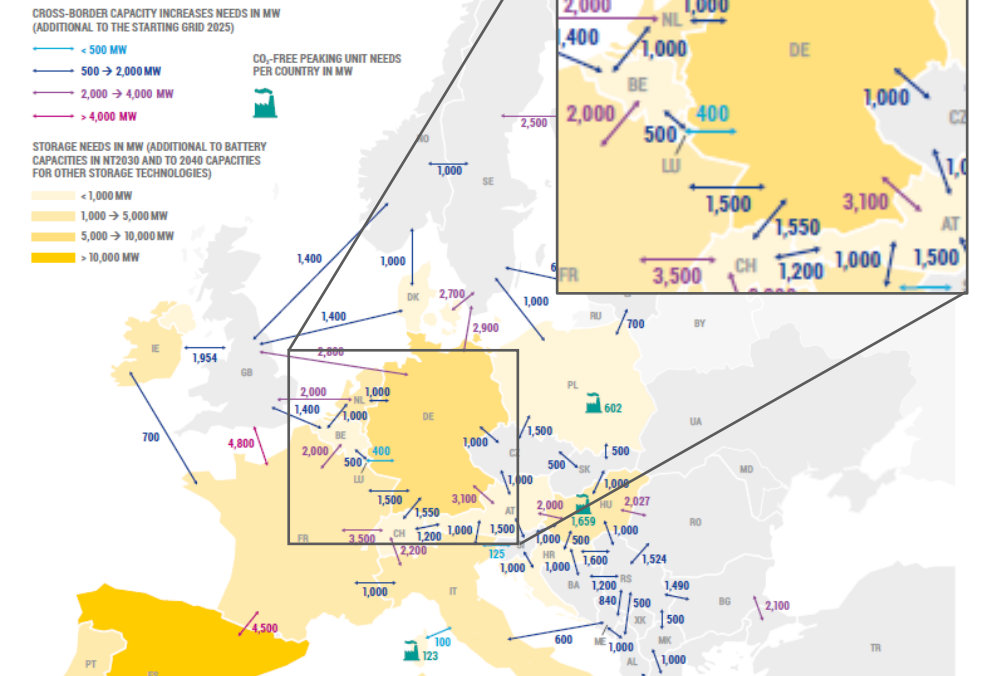 CROSS-BORDER CAPACITY INCREASES NEEDS IN MW
(ADDITIONAL TO THE STARTING GRID 2025)
< 500 MW
500 → 2,000 MW
2,000 → 4,000 MW
> 4,000 MW
CO₂-FREE PEAKING UNIT NEEDS
PER COUNTRY IN MW
STORAGE NEEDS IN MW (ADDITIONAL TO BATTERY
CAPACITIES IN NT2030 AND TO 2040 CAPACITIES
FOR OTHER STORAGE TECHNOLOGIES)
< 1,000 MW
1,000 → 5,000 MW
5,000 → 10,000 MW
> 10,000 MW
2,000
NL
1,000
,400
1,000
DE
BE
1,000
CZ
2,000
400
500
LU
1,0
1,500
3,100
1,550
AT
FR
3,500
CH
1,200
1,000
1,500
NO
2,500
1,000
SE
1,400
1,000
6
DK
2,700
1,000
1,400
2,900
RU
700
BY
IE
1,954
GB
2,800
PL
602
2,000
NL
1,000
1,400
1,000
DE
UA
700
4,800
BE
1,000
1,500
2,000
400
500
CZ
500
500
SK
MD
LU
1,000
1,000
1,500
3,100
1,550
AT
2,000
HU
2,027
1,659
RO
FR
3,500
CH
1,200
1,000
1,500
1,000
500
1,000
2,200
125
HR
1,600
1,524
1,000
1,000
1,000
IT
BA
1,200
RS
1,490
840
500
BG
2,100
XK
500
4,500
100
600
ME
1,000
MK
123
1,000
AL
PT
ES
TR